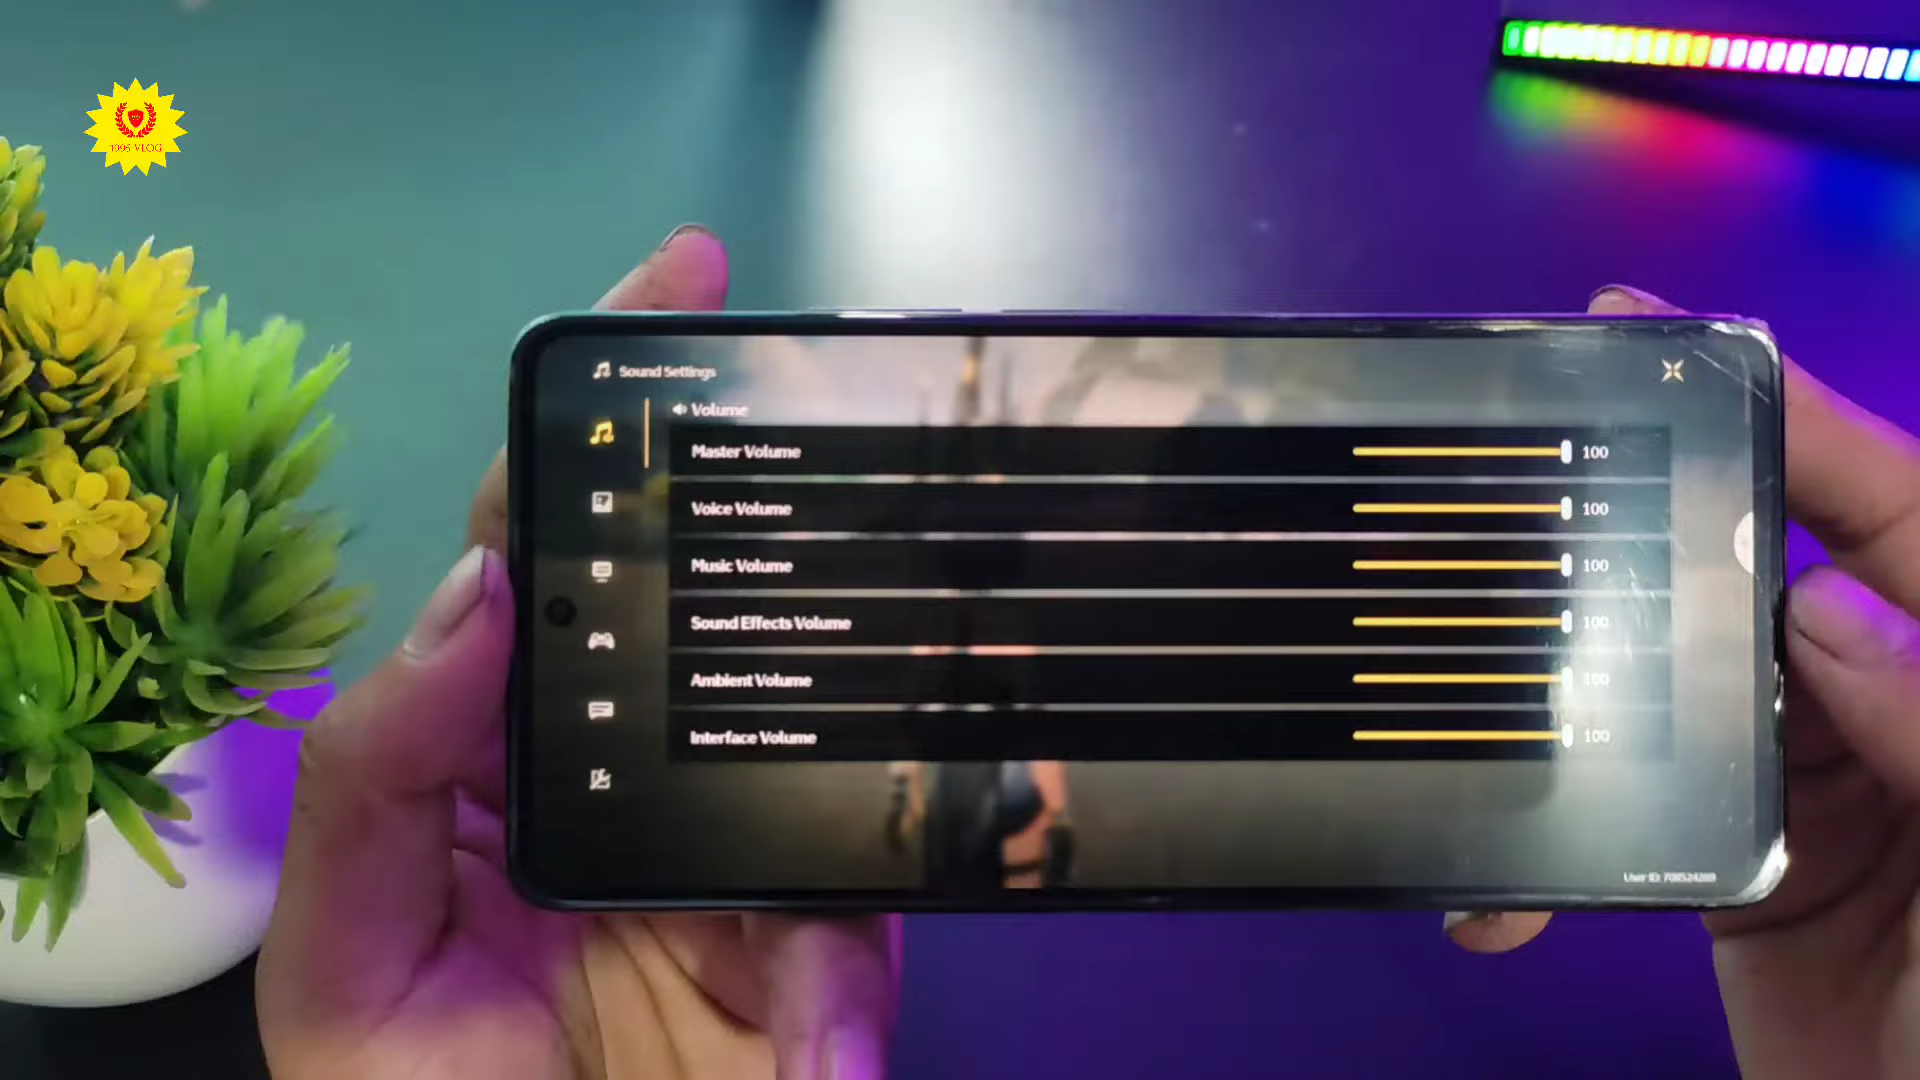 1995 VLOG
Sound Settings
Volume
Master Volume 100
Voice Volume 100
Music Volume 100
Sound Effects Volume 100
Ambient Volume 100
Interface Volume 100
User ID: